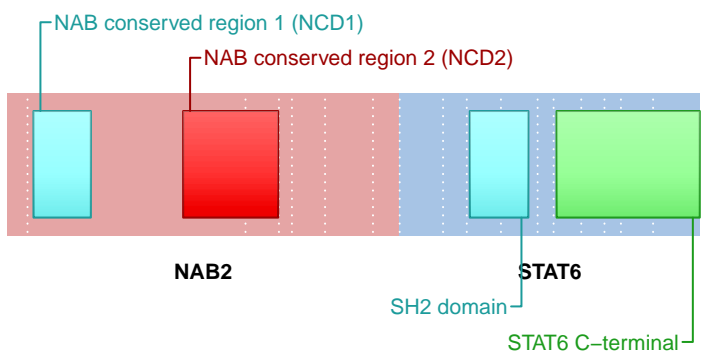 NAB conserved region 1 (NCD1)
NAB conserved region 2 (NCD2)
NAB2
STAT6
SH2 domain
STAT6 C−terminal